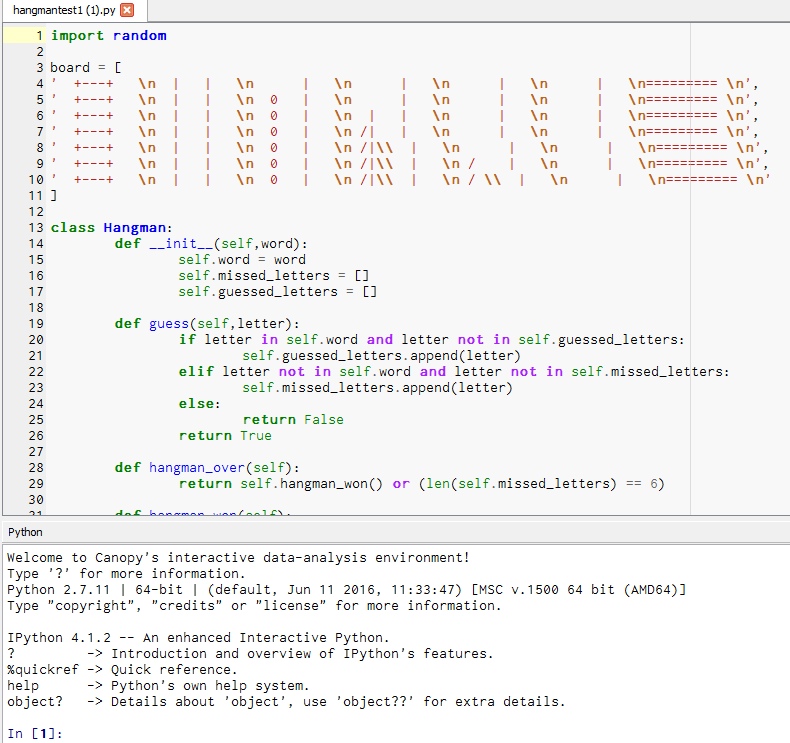 hangmantest1 (1).py
1 import random
2
3 board = [
4 '  +---+   \n  |   |   \n      |   \n      |   \n      |   \n      |   \n========= \n',
5 '  +---+   \n  |   |   \n  0   |   \n      |   \n      |   \n      |   \n========= \n',
6 '  +---+   \n  |   |   \n  0   |   \n  |   |   \n      |   \n      |   \n========= \n',
7 '  +---+   \n  |   |   \n  0   |   \n /|   |   \n      |   \n      |   \n========= \n',
8 '  +---+   \n  |   |   \n  0   |   \n /|\\  |   \n      |   \n      |   \n========= \n',
9 '  +---+   \n  |   |   \n  0   |   \n /|\\  |   \n /    |   \n      |   \n========= \n',
10 '  +---+   \n  |   |   \n  0   |   \n /|\\  |   \n / \\  |   \n      |   \n========= \n'
11 ]
12
13 class Hangman:
14         def __init__(self,word):
15                 self.word = word
16                 self.missed_letters = []
17                 self.guessed_letters = []
18
19         def guess(self,letter):
20                 if letter in self.word and letter not in self.guessed_letters:
21                         self.guessed_letters.append(letter)
22                 elif letter not in self.word and letter not in self.missed_letters:
23                         self.missed_letters.append(letter)
24                 else:
25                         return False
26                 return True
27
28         def hangman_over(self):
29                 return self.hangman_won() or (len(self.missed_letters) == 6)
30
31         def hangman_won(self):
Python
Welcome to Canopy's interactive data-analysis environment!
Type '?' for more information.
Python 2.7.11 | 64-bit | (default, Jun 11 2016, 11:33:47) [MSC v.1500 64 bit (AMD64)]
Type "copyright", "credits" or "license" for more information.

IPython 4.1.2 -- An enhanced Interactive Python.
?         -> Introduction and overview of IPython's features.
%quickref -> Quick reference.
help      -> Python's own help system.
object?   -> Details about 'object', use 'object??' for extra details.

In [1]: